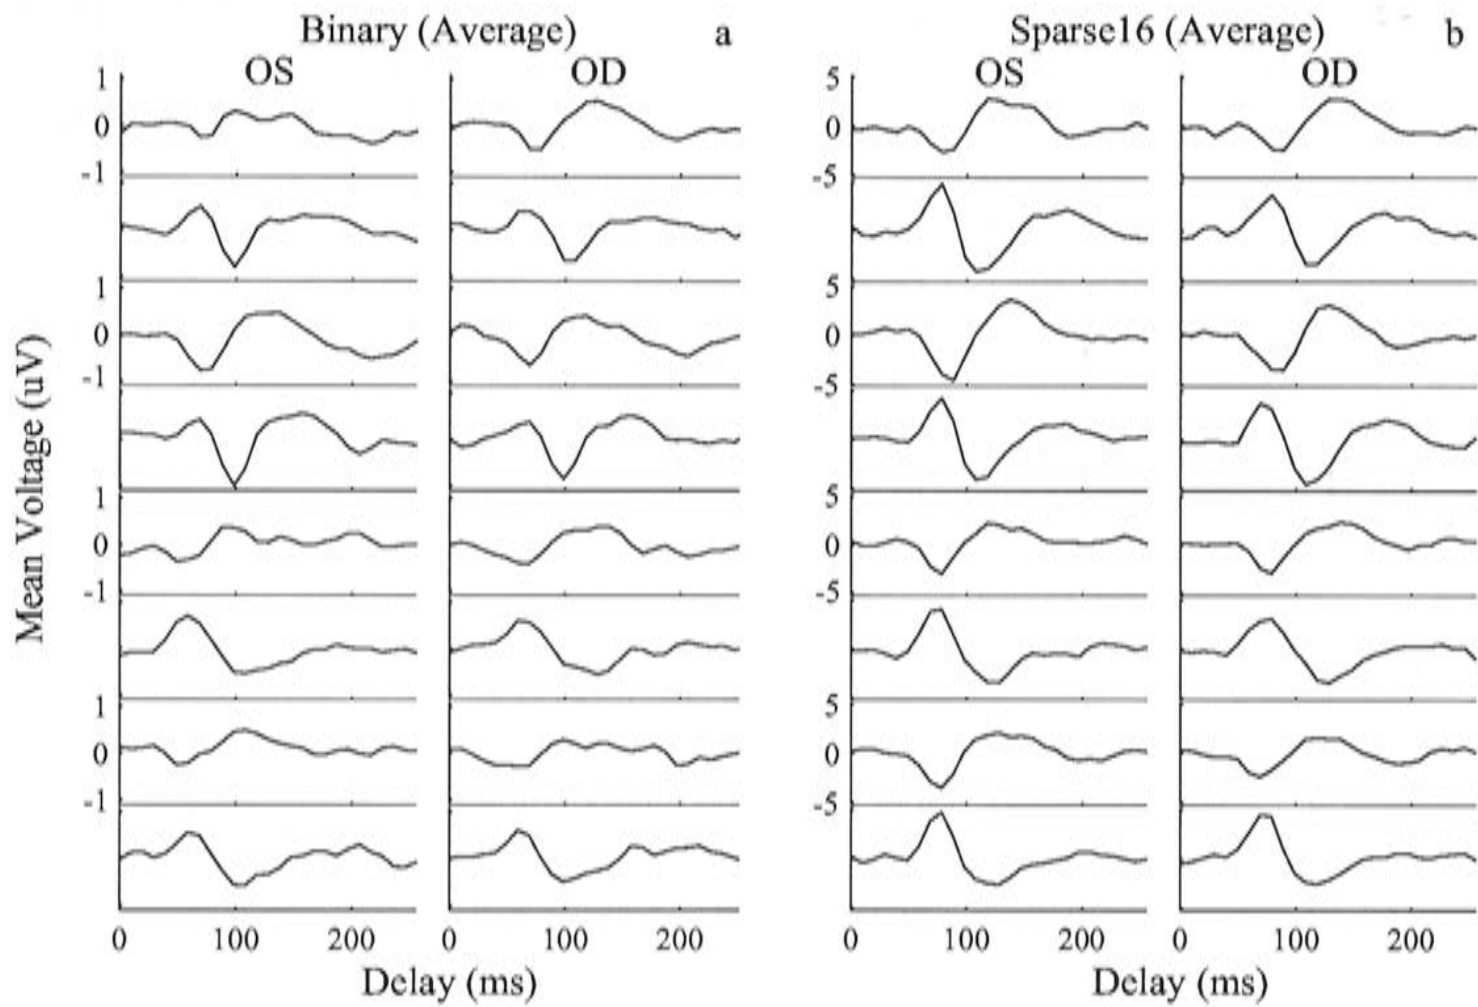 Binary (Average) a Sparse16 (Average) b
OS OD OS OD
1 5
0 0
-1 -5
1 5
0 0
-1 -5
1 5
0 0
-1 -5
1 5
0 0
-1 -5
Mean Voltage (uV)
0 100 200 0 100 200 0 100 200 0 100 200
Delay (ms) Delay (ms)